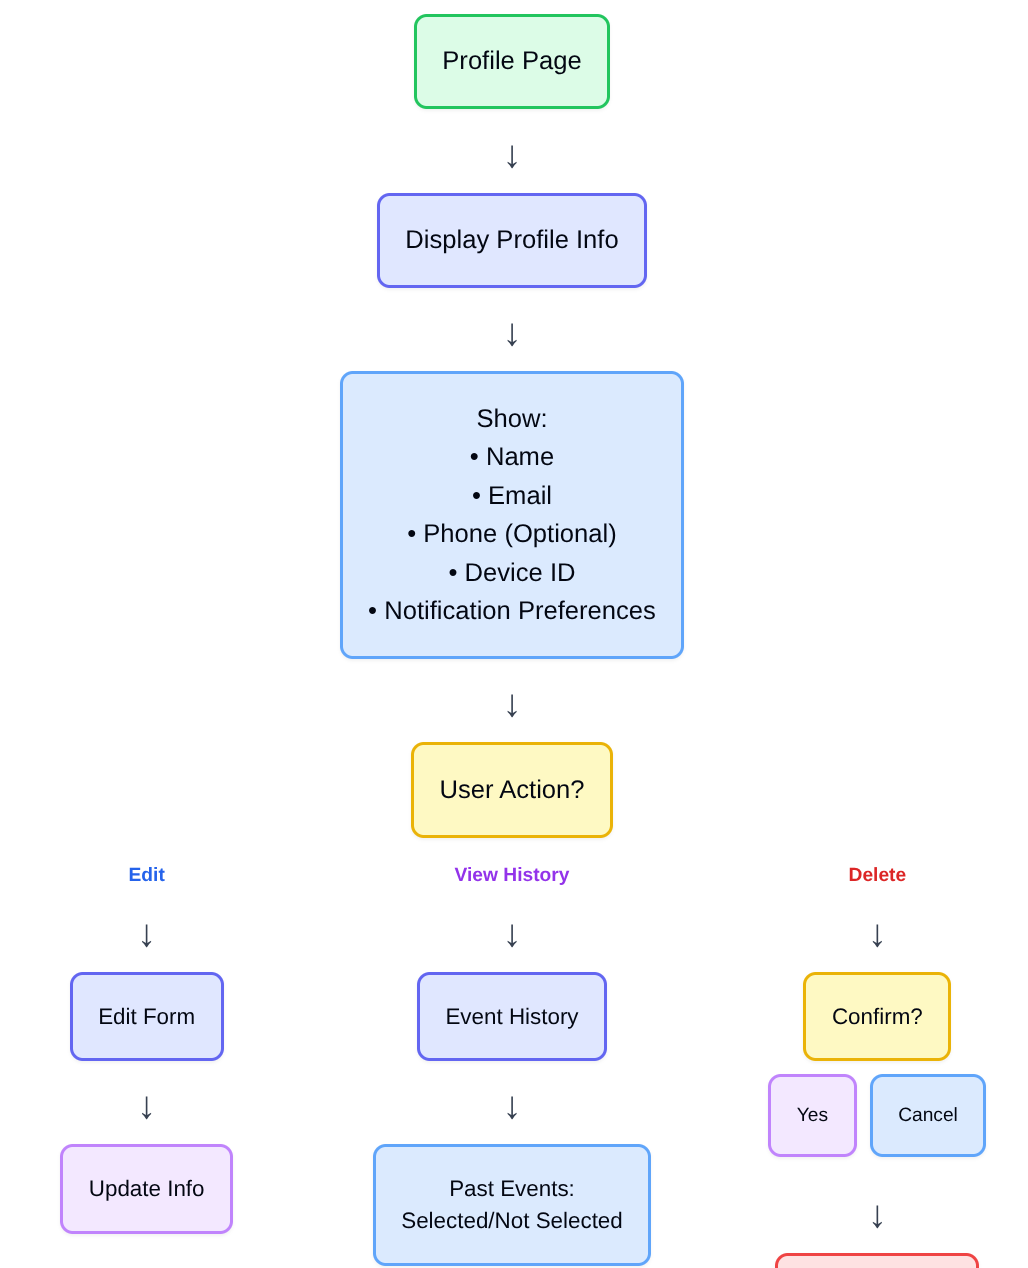 Profile Page
↓
Display Profile Info
↓
Show:
• Name
• Email
• Phone (Optional)
• Device ID
• Notification Preferences
↓
User Action?
Edit
↓
Edit Form
↓
Update Info
View History
↓
Event History
↓
Past Events:
Selected/Not Selected
Delete
↓
Confirm?
Yes
Cancel
↓